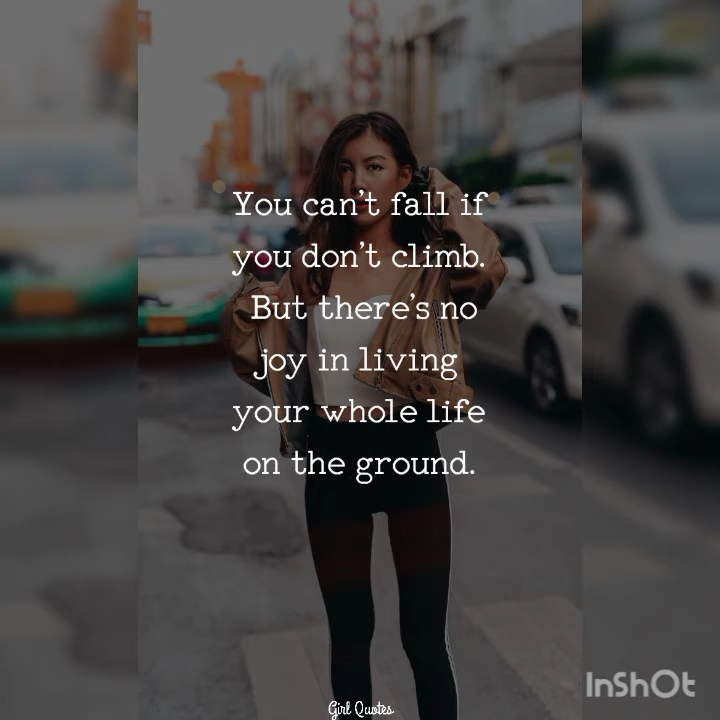 You can't fall if
you don't climb.
But there's no
joy in living
your whole life
on the ground.
InShOt
Girl Quotes